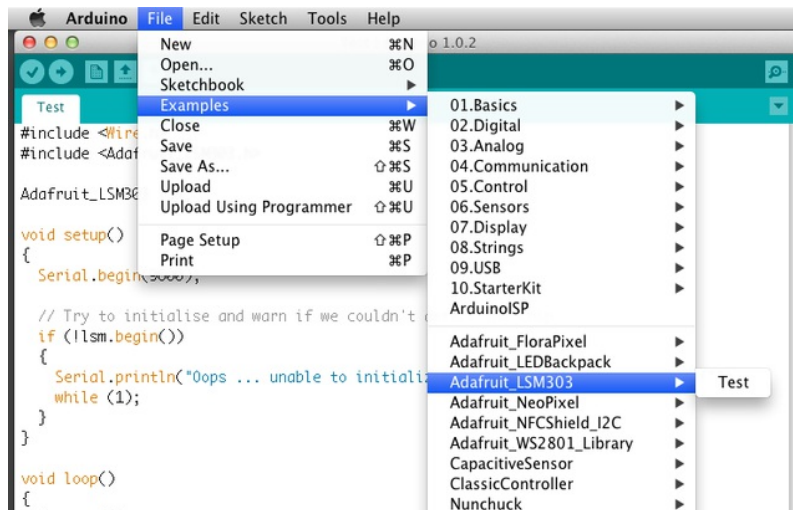 Arduino File Edit Sketch Tools Help
o 1.0.2
New ⌘N
Open... ⌘O
Sketchbook
Examples
Close ⌘W
Save ⌘S
Save As... ⇧⌘S
Upload ⌘U
Upload Using Programmer ⇧⌘U
Page Setup ⇧⌘P
Print ⌘P
01.Basics
02.Digital
03.Analog
04.Communication
05.Control
06.Sensors
07.Display
08.Strings
09.USB
10.StarterKit
ArduinoISP
Adafruit_FloraPixel
Adafruit_LEDBackpack
Adafruit_LSM303
Adafruit_NeoPixel
Adafruit_NFCShield_I2C
Adafruit_WS2801_Library
CapacitiveSensor
ClassicController
Nunchuck
Test
Test
#include <Wire
#include <Adaf
Adafruit_LSM30
void setup()
{
Serial.begin(9600);
// Try to initialise and warn if we couldn't
if (!lsm.begin())
{
Serial.println("Oops ... unable to initializ
while (1);
}
}
void loop()
{